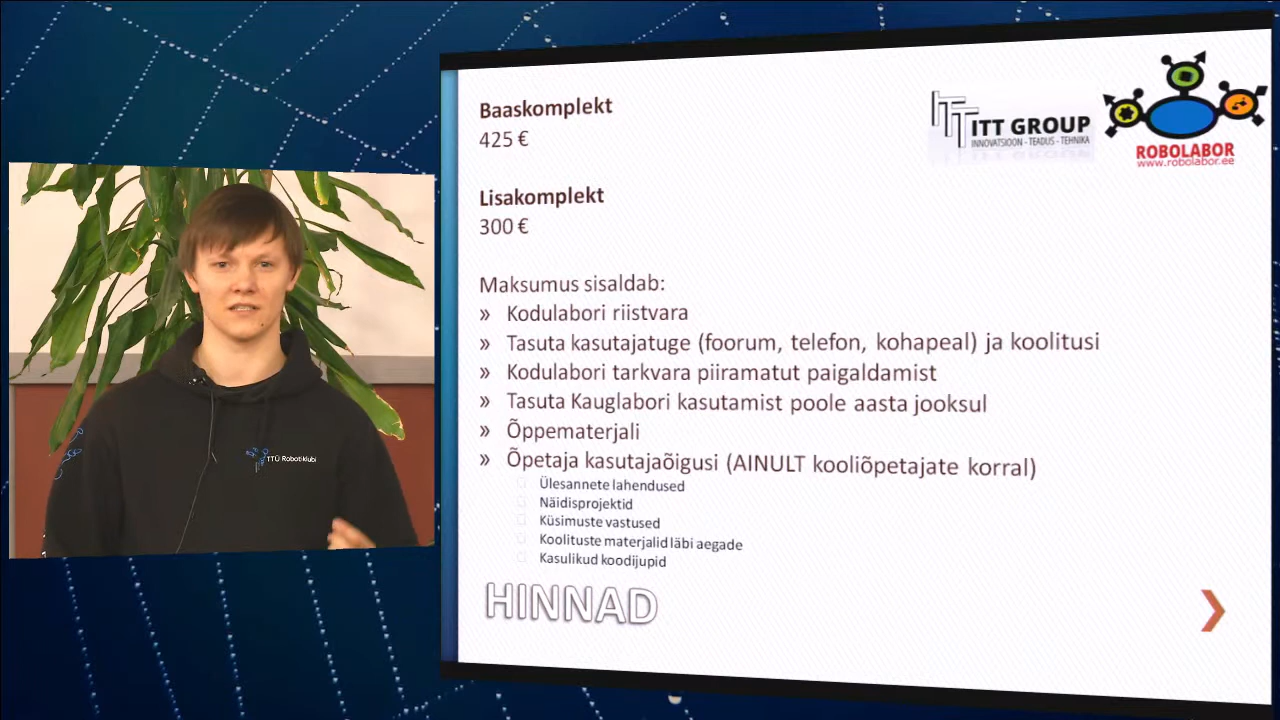 Baaskomplekt
425 €
ITT GROUP
INNOVATSIOON - TEADUS - TEHNIKA
ROBOLABOR
www.robolabor.ee
Lisakomplekt
300 €
Maksumus sisaldab:
» Kodulabori riistvara
» Tasuta kasutajatuge (foorum, telefon, kohapeal) ja koolitusi
» Kodulabori tarkvara piiramatut paigaldamist
» Tasuta Kauglabori kasutamist poole aasta jooksul
» Õppematerjali
» Õpetaja kasutajaõigusi (AINULT kooliõpetajate korral)
Ülesannete lahendused
Näidisprojektid
Küsimuste vastused
Koolituste materjalid läbi aegade
Kasulikud koodijupid
HINNAD
TTÜ Robotiklubi